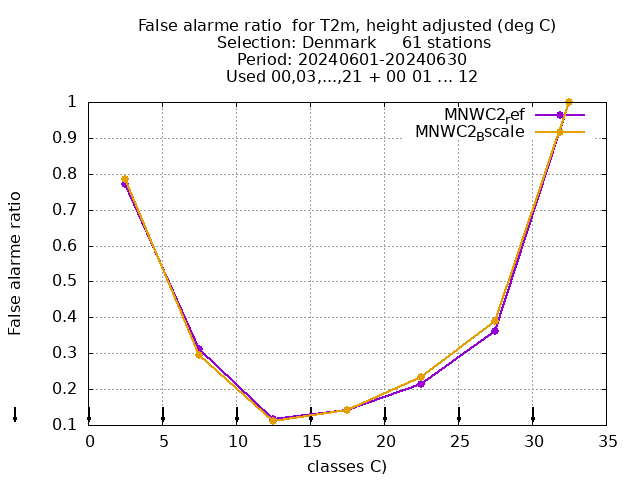 False alarme ratio  for T2m, height adjusted (deg C)
Selection: Denmark     61 stations
Period: 20240601-20240630
Used 00,03,...,21 + 00 01 ... 12
MNWC2ref
MNWC2Bscale
1
0.9
0.8
0.7
0.6
0.5
0.4
0.3
0.2
0.1
False alarme ratio
0 5 10 15 20 25 30 35
classes C)